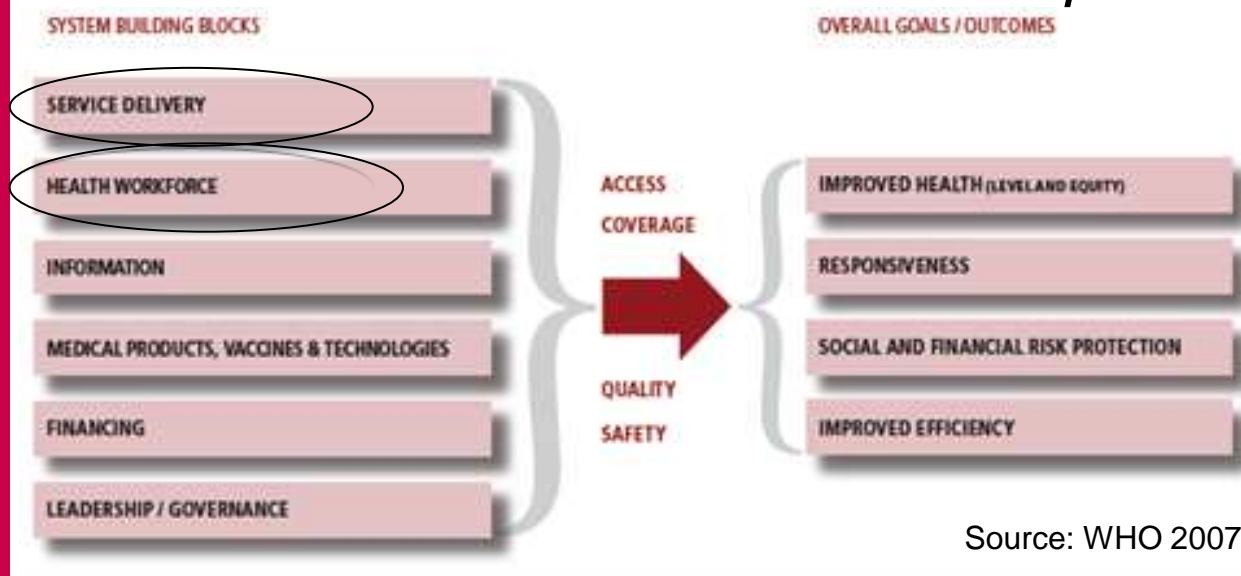 SYSTEM BUILDING BLOCKS
OVERALL GOALS / OUTCOMES
SERVICE DELIVERY
HEALTH WORKFORCE
INFORMATION
MEDICAL PRODUCTS, VACCINES & TECHNOLOGIES
FINANCING
LEADERSHIP / GOVERNANCE
ACCESS
COVERAGE
QUALITY
SAFETY
IMPROVED HEALTH (LEVEL AND EQUITY)
RESPONSIVENESS
SOCIAL AND FINANCIAL RISK PROTECTION
IMPROVED EFFICIENCY
Source: WHO 2007